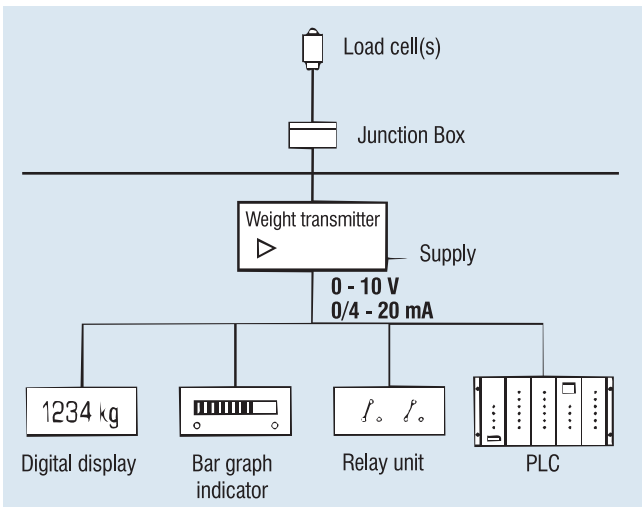 Load cell(s)
Junction Box
Weight transmitter
Supply
0 - 10 V
0/4 - 20 mA
1234 kg
Digital display
Bar graph
indicator
Relay unit
PLC